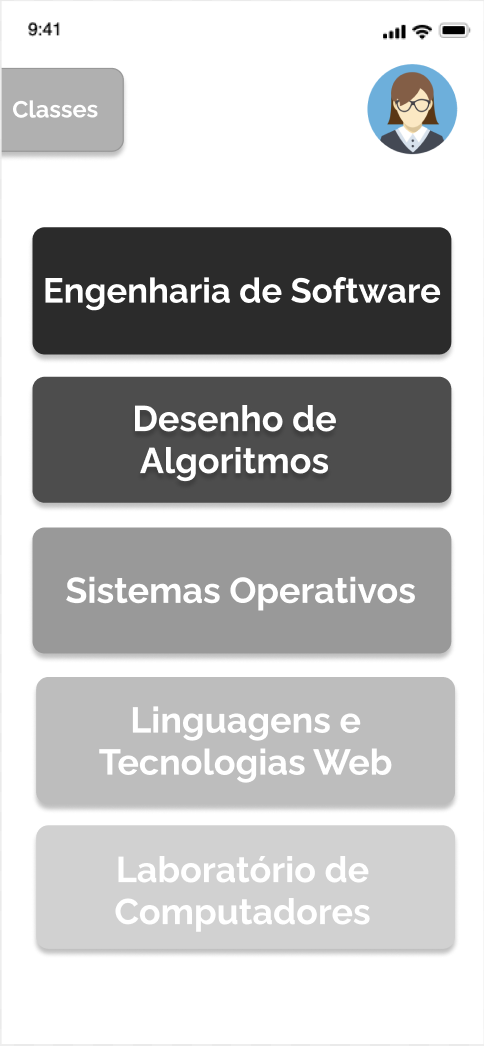 9:41
Classes
Engenharia de Software
Desenho de
Algoritmos
Sistemas Operativos
Linguagens e
Tecnologias Web
Laboratório de
Computadores